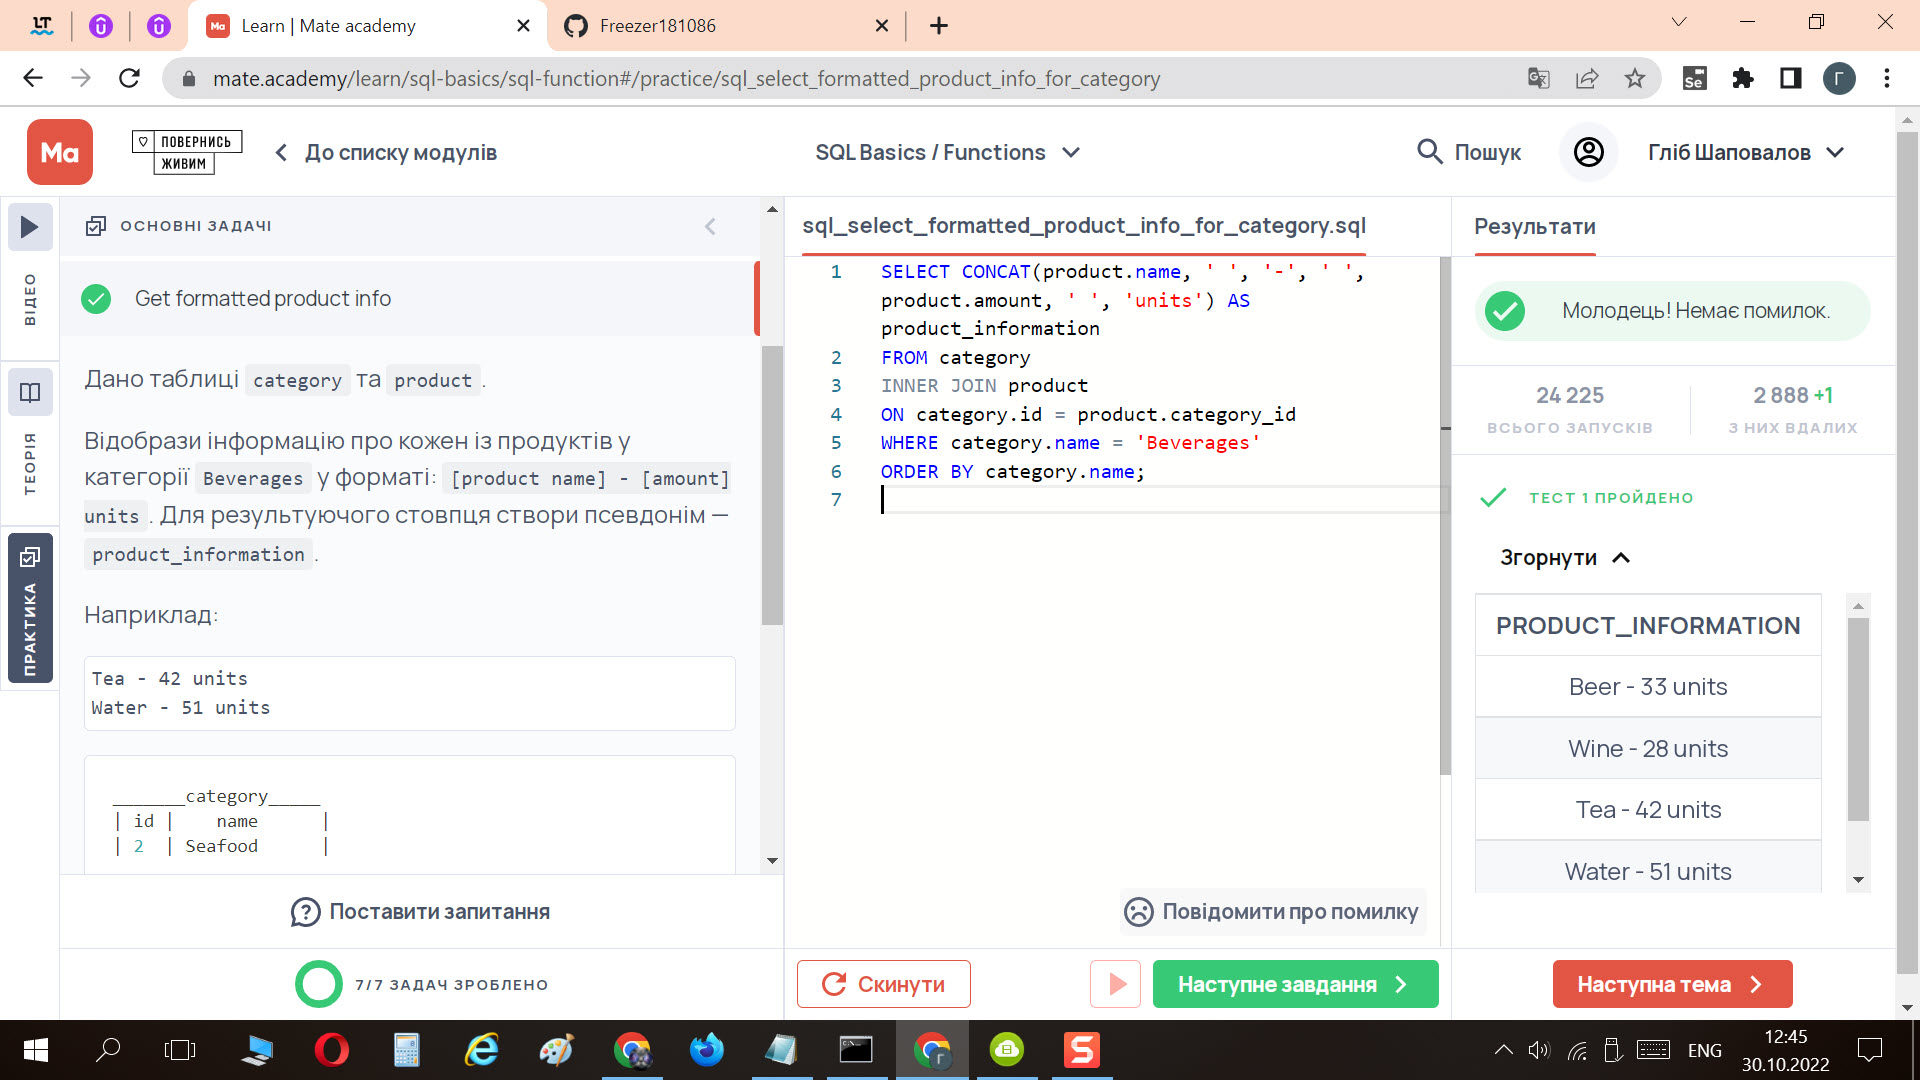 Learn | Mate academy
Freezer181086
mate.academy/learn/sql-basics/sql-function#/practice/sql_select_formatted_product_info_for_category
Se
Г
Ma
ПОВЕРНИСЬ
ЖИВИМ
До списку модулів
SQL Basics / Functions
Пошук
Гліб Шаповалов
ВІДЕО
ТЕОРІЯ
ПРАКТИКА
ОСНОВНІ ЗАДАЧІ
Get formatted product info
Дано таблиці category та product .
Відобрази інформацію про кожен із продуктів у
категорії Beverages у форматі: [product name] - [amount]
units . Для результуючого стовпця створи псевдонім —
product_information .
Наприклад:
Tea - 42 units
Water - 51 units
_______category_____
| id | name |
| 2 | Seafood |
Поставити запитання
7/7 ЗАДАЧ ЗРОБЛЕНО
sql_select_formatted_product_info_for_category.sql
1 SELECT CONCAT(product.name, ' ', '-', ' ',
product.amount, ' ', 'units') AS
product_information
2 FROM category
3 INNER JOIN product
4 ON category.id = product.category_id
5 WHERE category.name = 'Beverages'
6 ORDER BY category.name;
7
Повідомити про помилку
Скинути
Наступне завдання
Результати
Молодець! Немає помилок.
24 225
ВСЬОГО ЗАПУСКІВ
2 888 +1
З НИХ ВДАЛИХ
ТЕСТ 1 ПРОЙДЕНО
Згорнути
PRODUCT_INFORMATION
Beer - 33 units
Wine - 28 units
Tea - 42 units
Water - 51 units
Наступна тема
ENG
12:45
30.10.2022